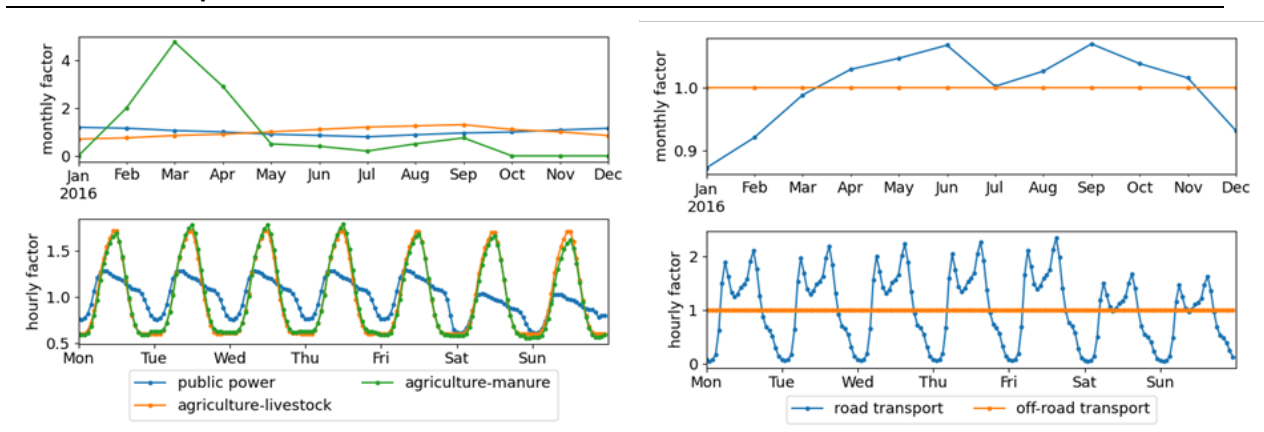 monthly factor
4
2
0
Jan Feb Mar Apr May Jun Jul Aug Sep Oct Nov Dec
2016
hourly factor
1.5
1.0
0.5
Mon Tue Wed Thu Fri Sat Sun
public power
agriculture-manure
agriculture-livestock
monthly factor
1.0
0.9
Jan Feb Mar Apr May Jun Jul Aug Sep Oct Nov Dec
2016
hourly factor
2
1
0
Mon Tue Wed Thu Fri Sat Sun
road transport
off-road transport